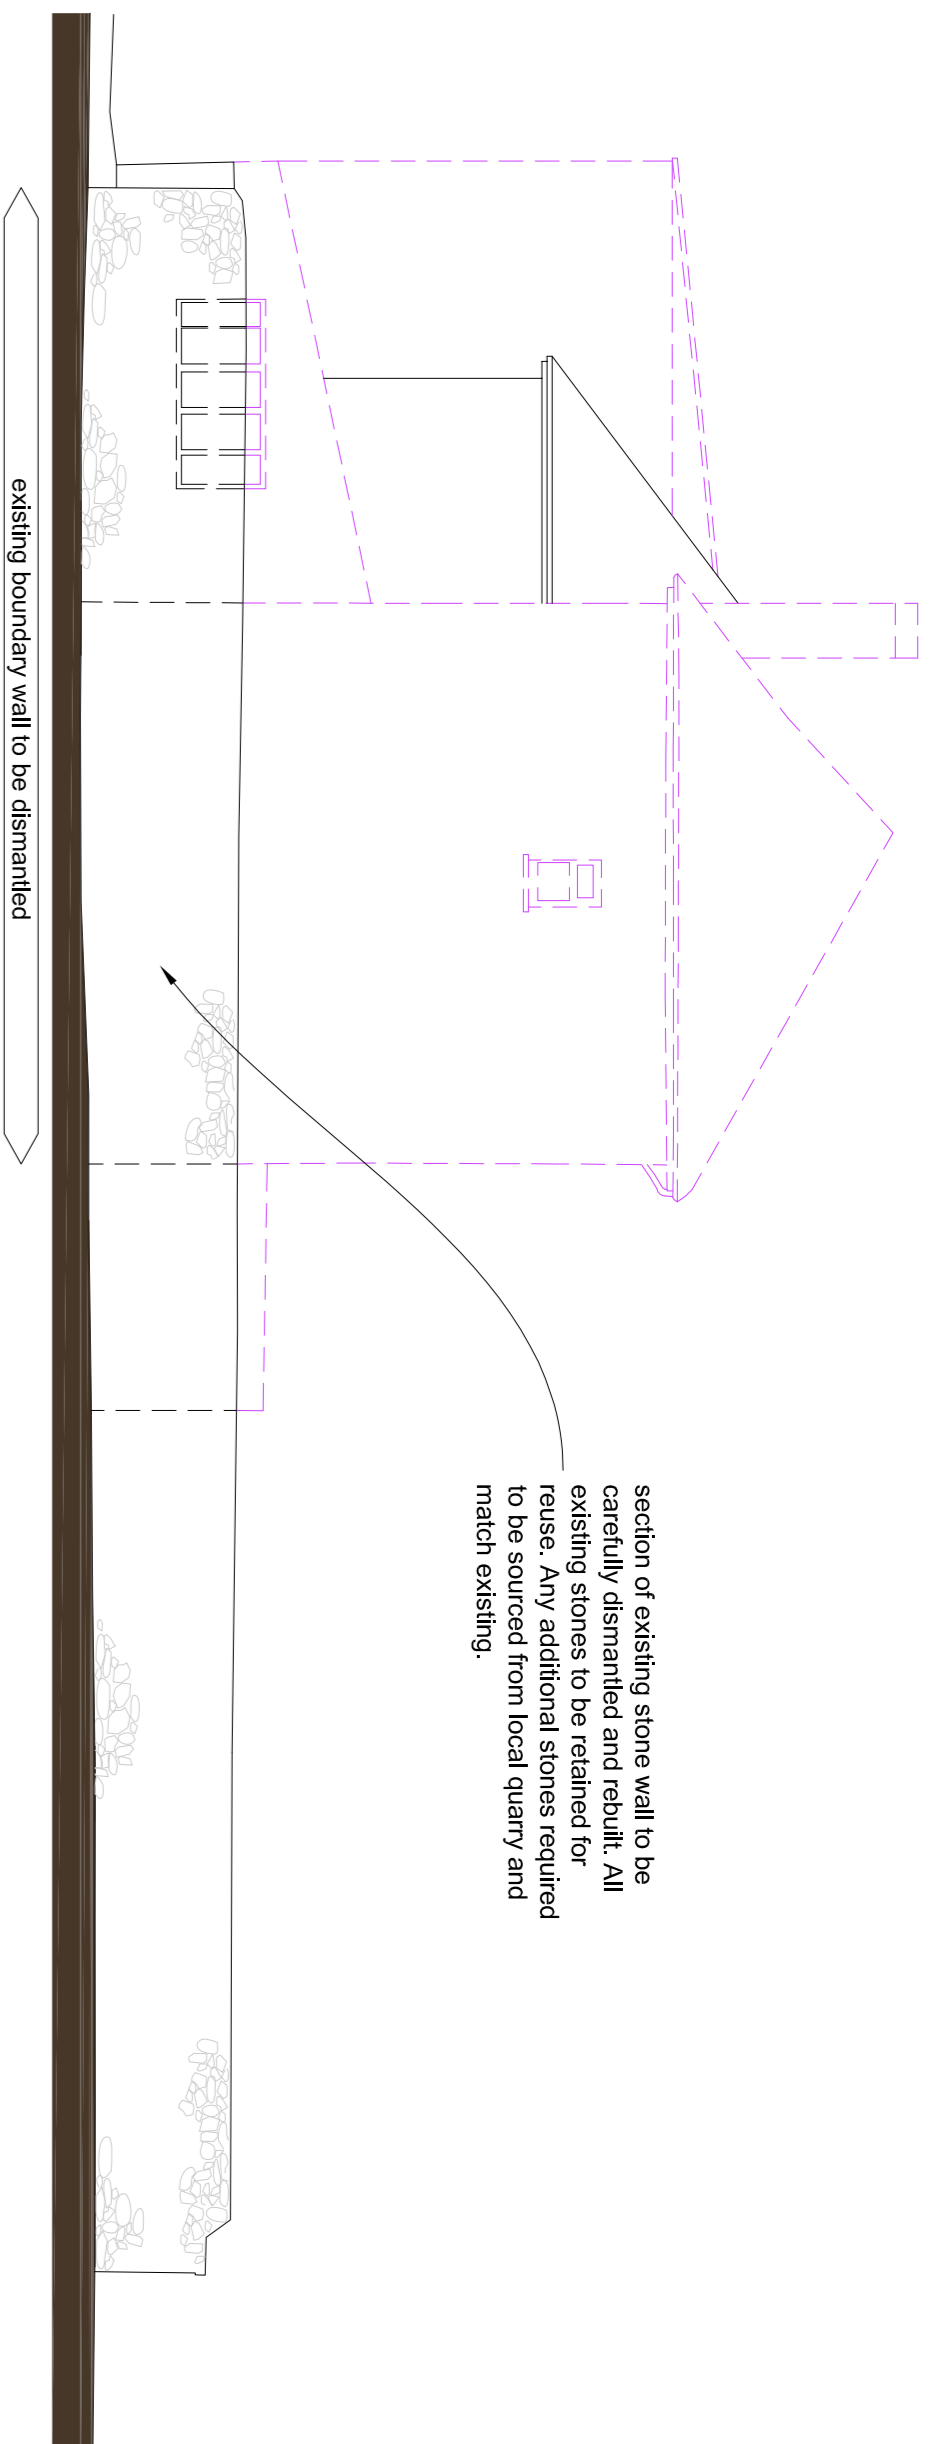 section of existing stone wall to be
carefully dismantled and rebuilt. All
existing stones to be retained for
reuse. Any additional stones required
to be sourced from local quarry and
match existing.
existing boundary wall to be dismantled